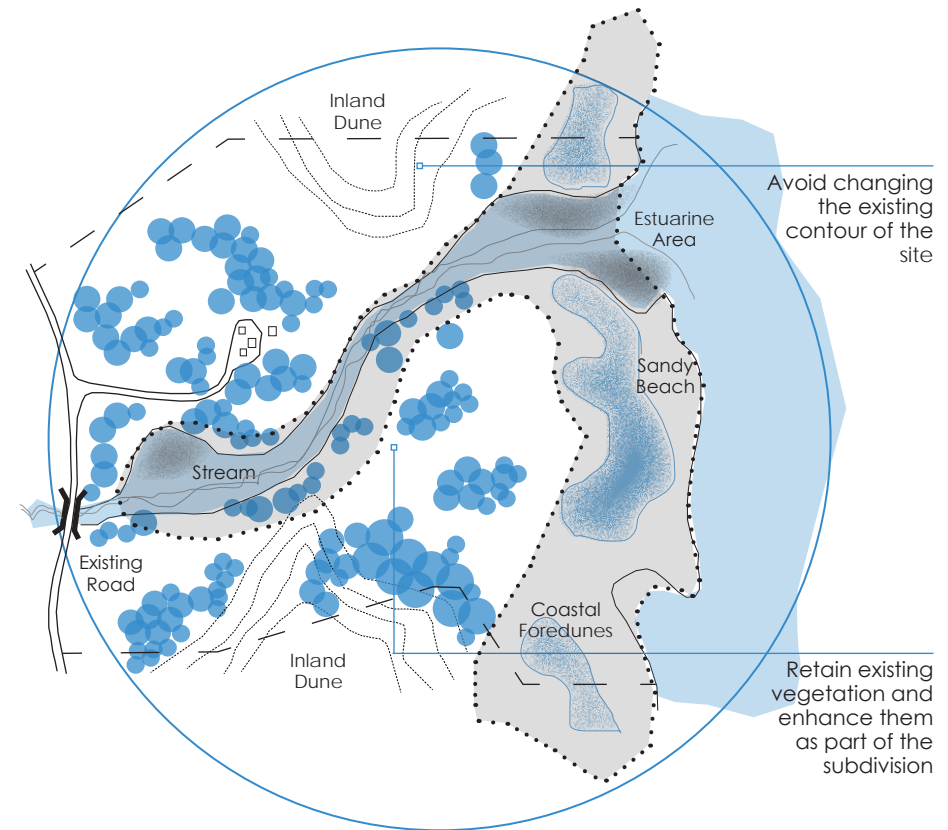 Inland
Dune
Avoid changing
the existing
contour of the
site
Estuarine
Area
Sandy
Beach
Stream
Existing
Road
Coastal
Foredunes
Inland
Dune
Retain existing
vegetation and
enhance them
as part of the
subdivision